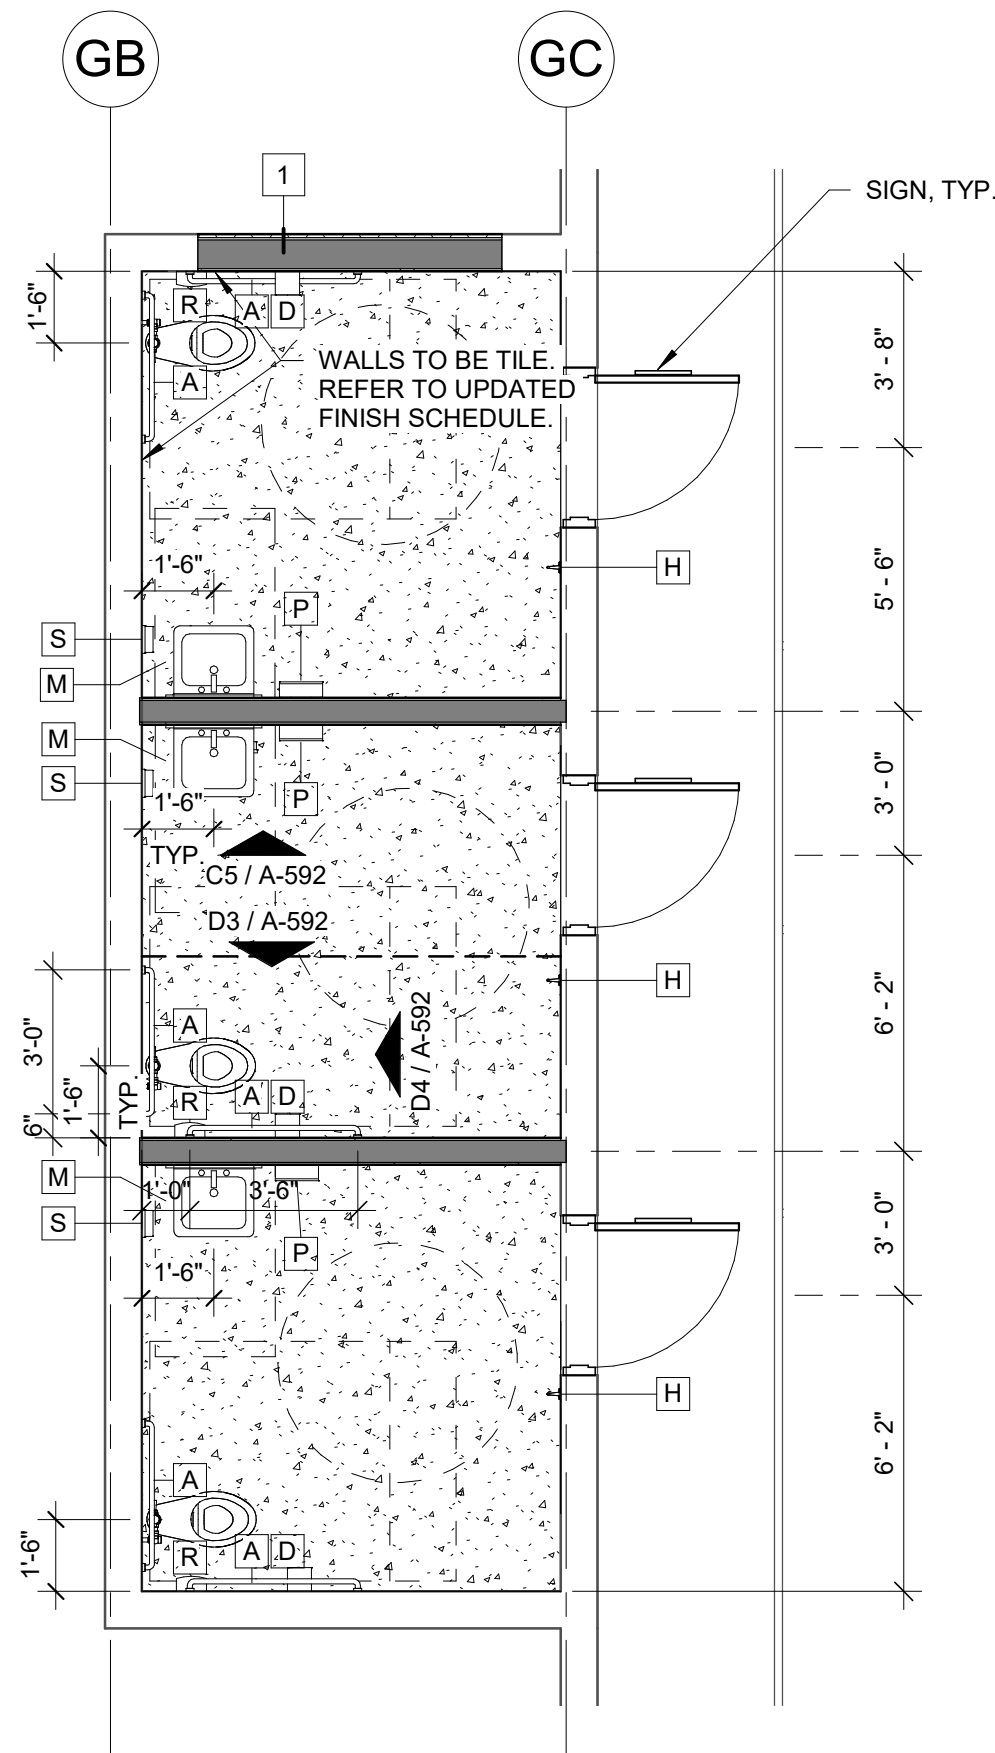 GB
GC
1
SIGN, TYP.
1'-6"
R
A
D
A
WALLS TO BE TILE.
REFER TO UPDATED
FINISH SCHEDULE.
3' - 8"
5' - 6"
1'-6"
H
P
S
M
M
S
P
1'-6"
TYP.
C5 / A-592
D3 / A-592
3' - 0"
H
6' - 2"
D4 / A-592
3'-0"
1'-6"
6"
TYP.
A
R
A
D
M
S
1'-0"
3'-6"
P
1'-6"
3' - 0"
H
6' - 2"
A
1'-6"
R
A
D